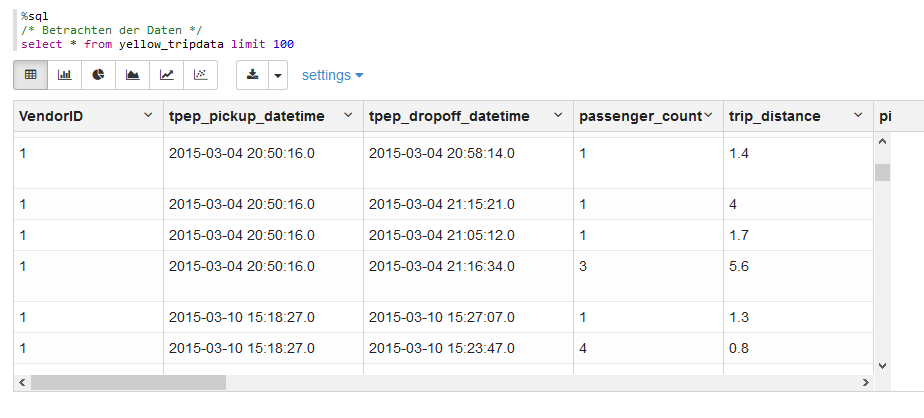 %sql
/* Betrachten der Daten */
select * from yellow_tripdata limit 100
settings
VendorID tpep_pickup_datetime tpep_dropoff_datetime passenger_count trip_distance pi
1 2015-03-04 20:50:16.0 2015-03-04 20:58:14.0 1 1.4
1 2015-03-04 20:50:16.0 2015-03-04 21:15:21.0 1 4
1 2015-03-04 20:50:16.0 2015-03-04 21:05:12.0 1 1.7
1 2015-03-04 20:50:16.0 2015-03-04 21:16:34.0 3 5.6
1 2015-03-10 15:18:27.0 2015-03-10 15:27:07.0 1 1.3
1 2015-03-10 15:18:27.0 2015-03-10 15:23:47.0 4 0.8